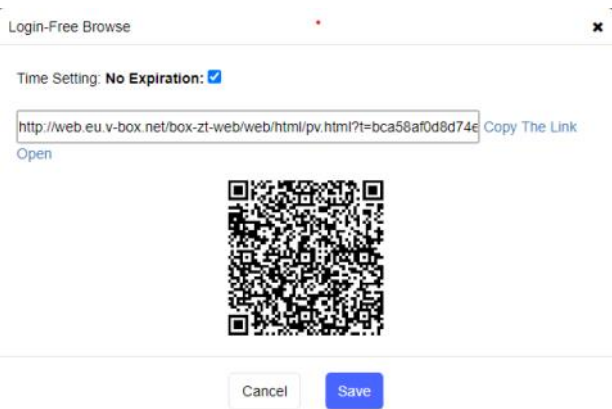 Login-Free Browse
Time Setting: No Expiration:
http://web.eu.v-box.net/box-zt-web/web/html/pv.html?t=bca58af0d8d74e Copy The Link
Open
Cancel Save